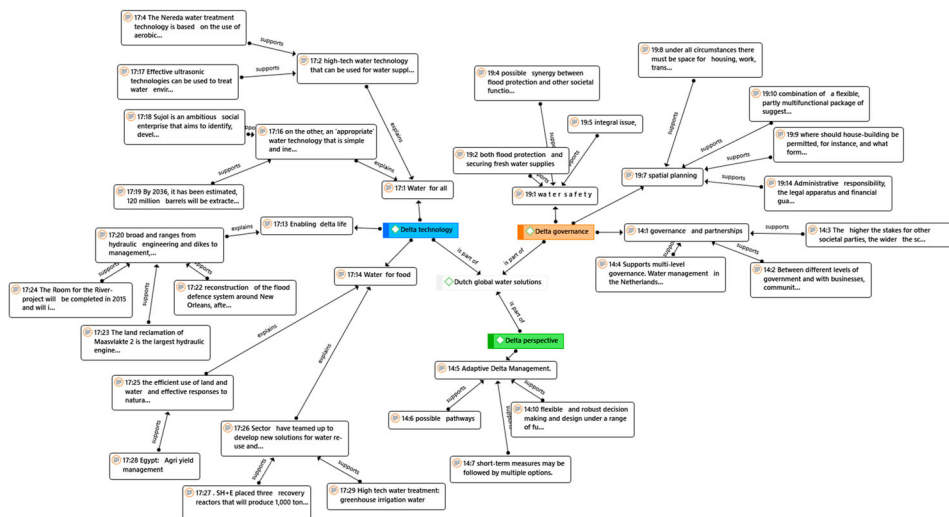 17:4 The Nereda water treatment
technology is based on the use of
aerobic...
supports
17:2 high-tech water technology
that can be used for water suppl...
17:17 Effective ultrasonic
technologies can be used to treat
water envir...
supports
17:18 Sujol is an ambitious social
enterprise that aims to identify,
devel...
17:16 on the other, an 'appropriate'
water technology that is simple
and ine...
explains
explains
17:19 By 2036, it has been estimated,
120 million barrels will be extracte...
supports
17:1 Water for all
17:13 Enabling delta life
17:20 broad and ranges from
hydraulic engineering and dikes to
management,...
explains
Delta technology
17:14 Water for food
17:24 The Room for the River-
project will be completed in 2015
and will i...
supports
17:22 reconstruction of the flood
defence system around New
Orleans, afte...
supports
17:23 The land reclamation of
Maasvlakte 2 is the largest hydraulic
engine...
supports
explains
explains
17:25 the efficient use of land and
water and effective responses to
natura...
supports
17:28 Egypt: Agri yield
management
17:26 Sector have teamed up to
develop new solutions for water re-
use and...
supports
supports
17:27 . SH+E placed three recovery
reactors that will produce 1,000 ton...
17:29 High tech water treatment:
greenhouse irrigation water
19:4 possible synergy between
flood protection and other societal
functio...
supports
19:5 integral issue,
supports
19:2 both flood protection and
securing fresh water supplies
supports
19:1 water safety
19:8 under all circumstances there
must be space for housing, work,
trans...
supports
19:10 combination of a flexible,
partly multifunctional package of
suggest...
supports
19:9 where should house-building be
permitted, for instance, and what
form...
supports
19:7 spatial planning
supports
19:14 Administrative responsibility,
the legal apparatus and financial
gua...
Delta governance
14:1 governance and partnerships
supports
14:3 The higher the stakes for other
societal parties, the wider the sc...
supports
supports
14:4 Supports multi-level
governance. Water management in
the Netherlands...
14:2 Between different levels of
government and with businesses,
communit...
is part of
is part of
Dutch global water solutions
is part of
Delta perspective
14:5 Adaptive Delta Management.
supports
supports
supports
14:6 possible pathways
14:10 flexible and robust decision
making and design under a range
of fu...
14:7 short-term measures may be
followed by multiple options.